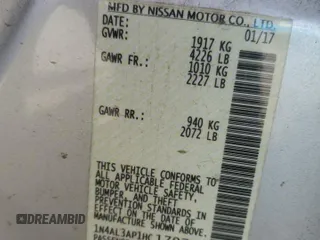 MFD BY NISSAN MOTOR CO., LTD.
DATE: 01/17
GVWR: 1917 KG
4226 LB
GAWR FR.: 1010 KG
2227 LB
GAWR RR.: 940 KG
2072 LB
THIS VEHICLE CONFORMS TO
ALL APPLICABLE FEDERAL
MOTOR VEHICLE SAFETY,
BUMPER, AND THEFT
PREVENTION STANDARDS
IN EFFECT ON THE DATE OF
MANUFACTURE SHOWN ABOVE.
1N4AL3AP1HC
DREAMBID